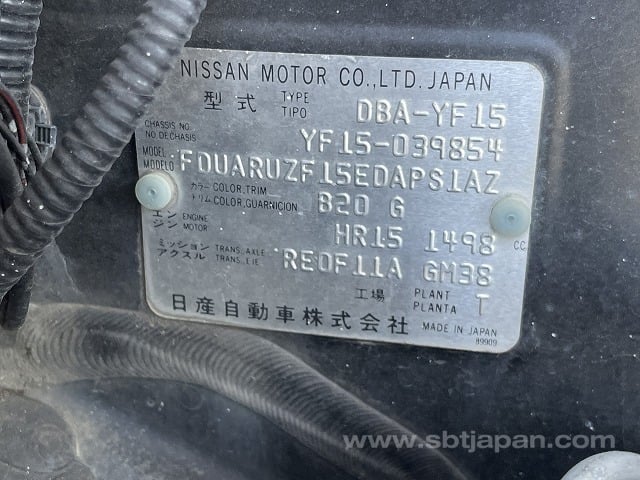 NISSAN MOTOR CO.,LTD. JAPAN
型式 TYPE TIPO DBA-YF15
CHASSIS NO. NO.DECHASIS YF15-039854
MODEL MODELO FDUARUZF15EDAPS1AZ
カラー COLOR,TRIM トリム COLOR,GUARNICION B20 G
エンジン ENGINE MOTOR HR15 1498 CC
ミッション TRANS. AXLE アクスル TRANS. EJE RE0F11A GM38
工場 PLANT PLANTA T
日産自動車株式会社 MADE IN JAPAN
89909
www.sbtjapan.com